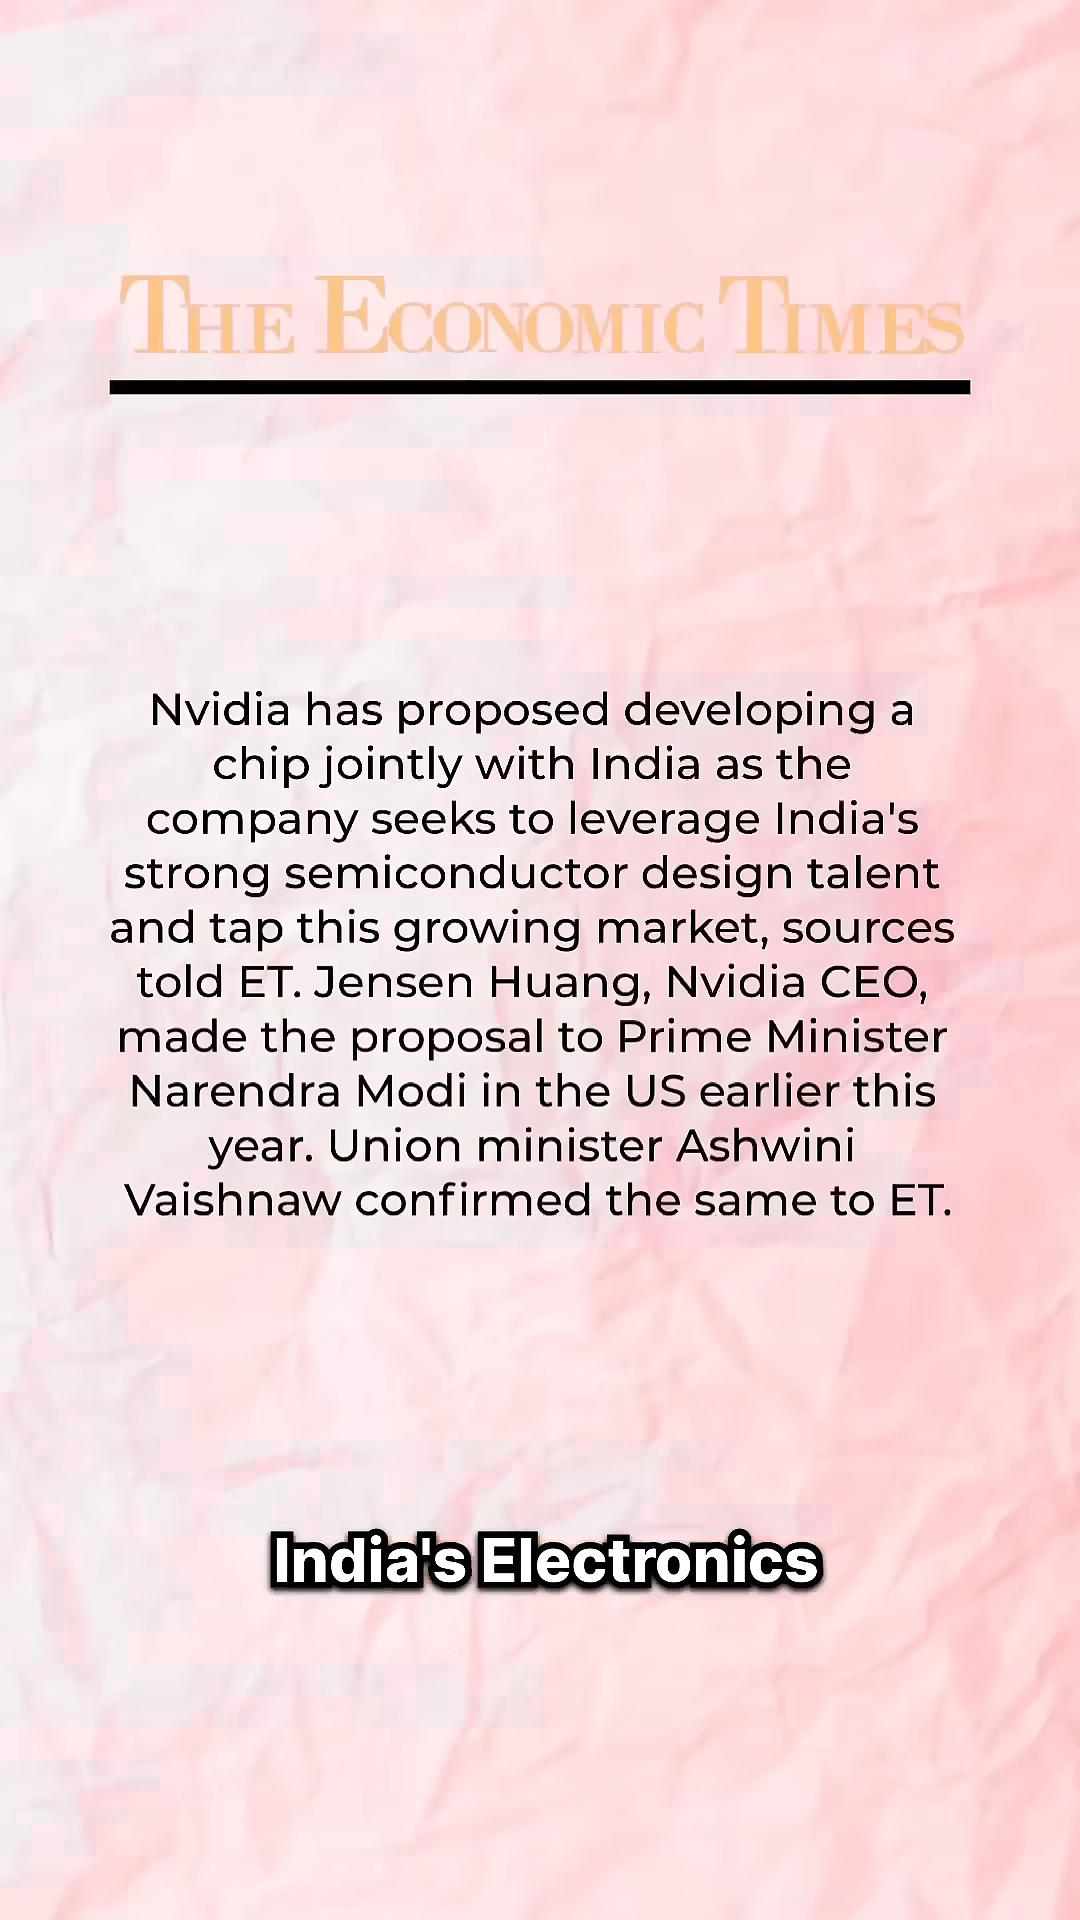 THE ECONOMIC TIMES
Nvidia has proposed developing a
chip jointly with India as the
company seeks to leverage India's
strong semiconductor design talent
and tap this growing market, sources
told ET. Jensen Huang, Nvidia CEO,
made the proposal to Prime Minister
Narendra Modi in the US earlier this
year. Union minister Ashwini
Vaishnaw confirmed the same to ET.
India's Electronics